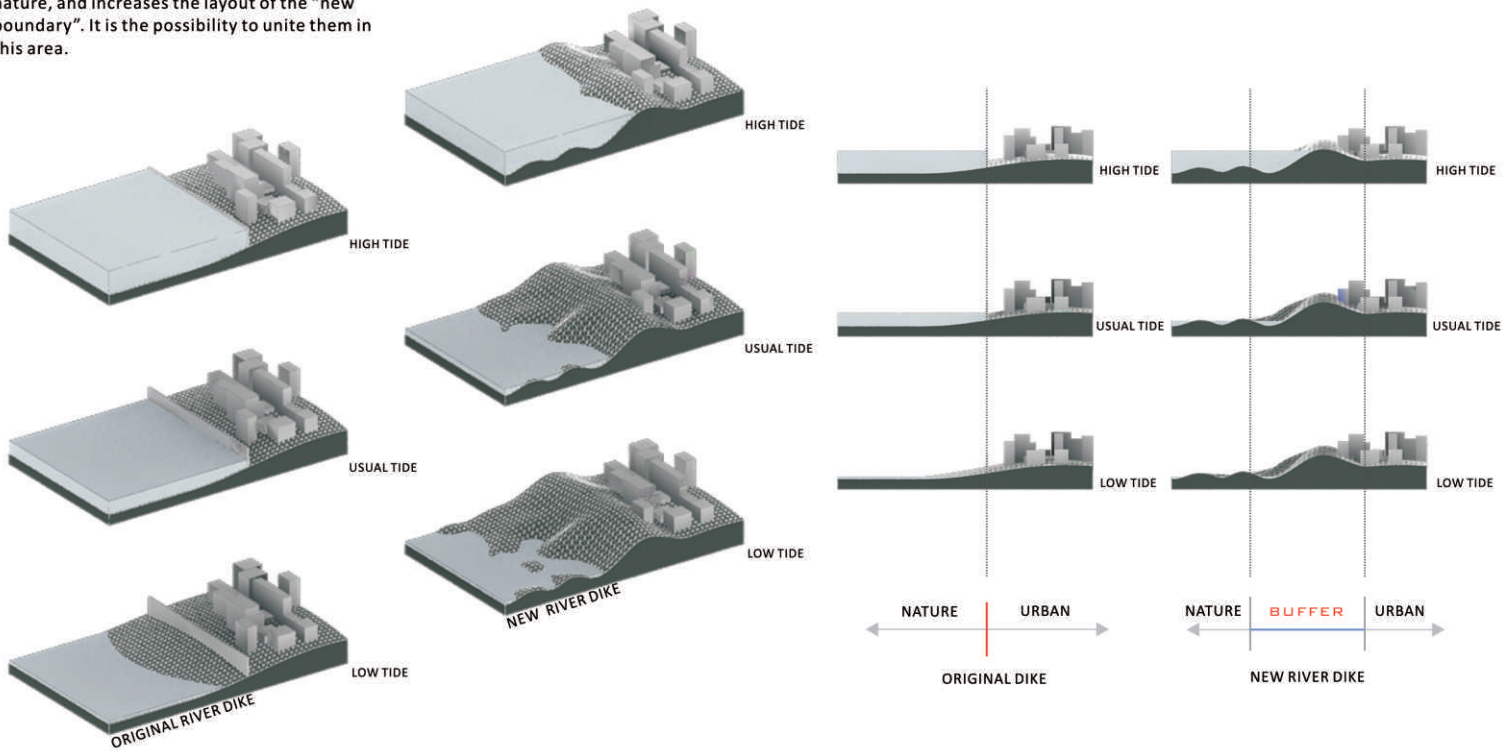 nature, and increases the layout of the "new
boundary". It is the possibility to unite them in
this area.
HIGH TIDE
USUAL TIDE
LOW TIDE
ORIGINAL RIVER DIKE
HIGH TIDE
USUAL TIDE
LOW TIDE
NEW RIVER DIKE
HIGH TIDE
USUAL TIDE
LOW TIDE
NATURE URBAN
ORIGINAL DIKE
HIGH TIDE
USUAL TIDE
LOW TIDE
NATURE BUFFER URBAN
NEW RIVER DIKE